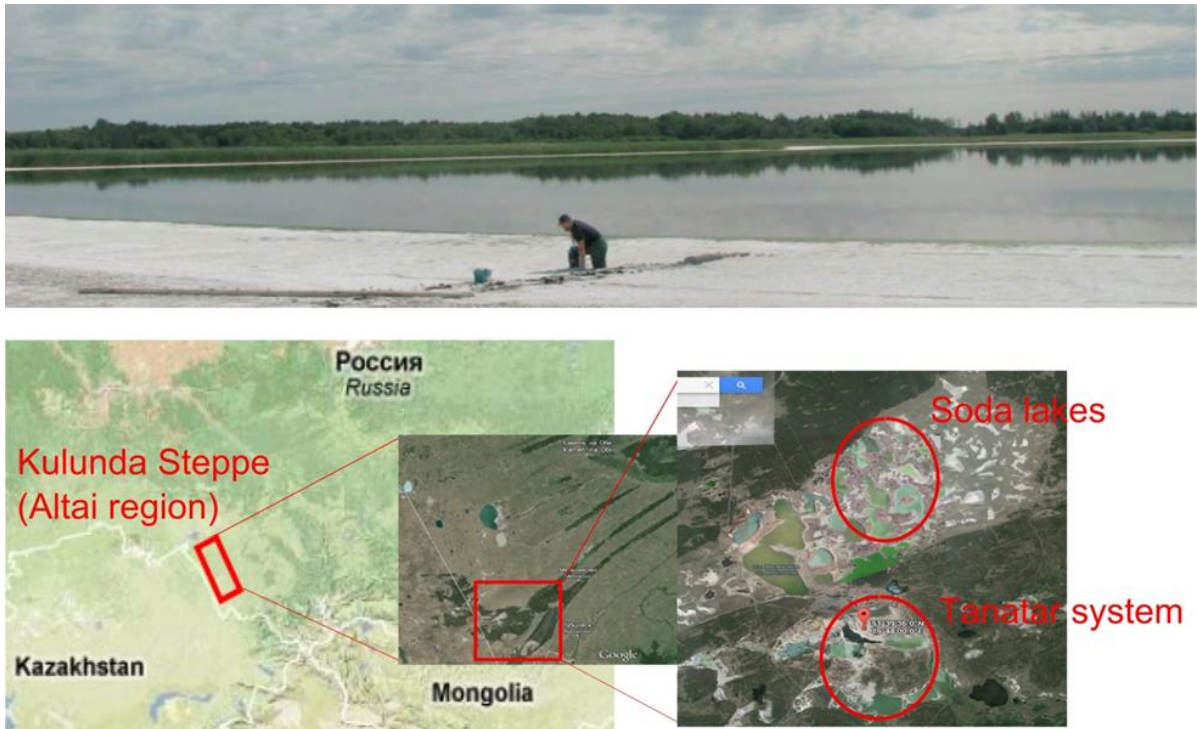 Россия
Russia
Kulunda Steppe
(Altai region)
Kazakhstan
Mongolia
Google
Soda lakes
Tanatar system